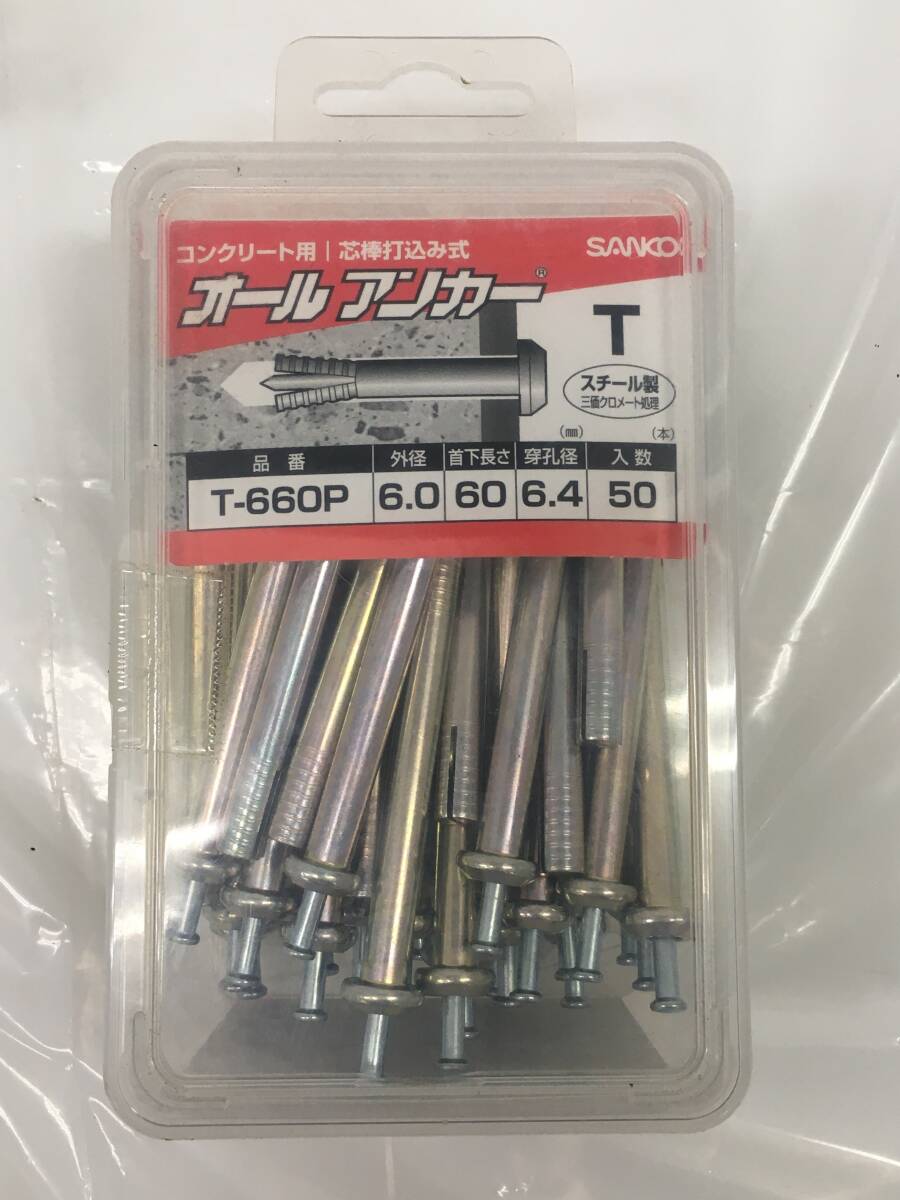 コンクリート用 | 芯棒打込み式 SANKO
オール アンカー®
T
スチール製
三価クロメート処理
(㎜) (本)
品番 外径 首下長さ 穿孔径 入数
T-660P 6.0 60 6.4 50